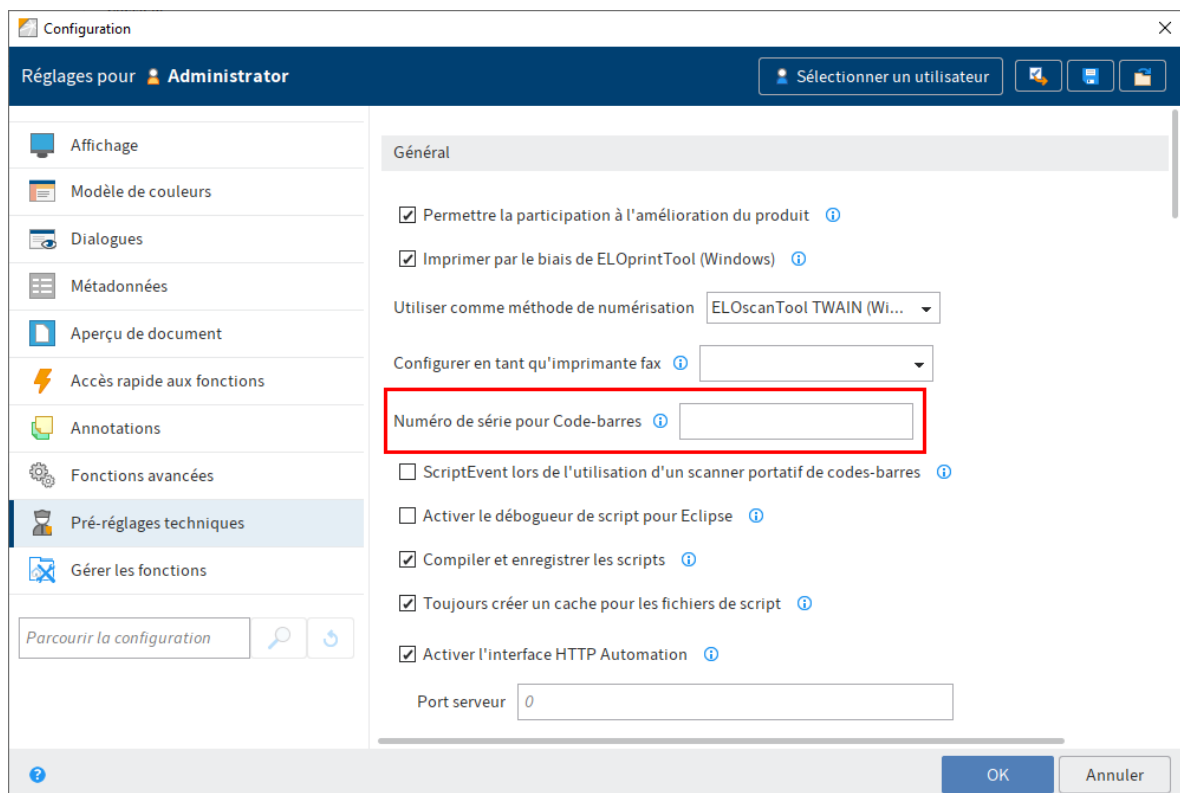 Configuration
Réglages pour Administrator
Sélectionner un utilisateur
Affichage
Modèle de couleurs
Dialogues
Métadonnées
Aperçu de document
Accès rapide aux fonctions
Annotations
Fonctions avancées
Pré-réglages techniques
Gérer les fonctions
Parcourir la configuration
Général
Permettre la participation à l'amélioration du produit
Imprimer par le biais de ELOprintTool (Windows)
Utiliser comme méthode de numérisation ELOscanTool TWAIN (Wi...
Configurer en tant qu'imprimante fax
Numéro de série pour Code-barres
ScriptEvent lors de l'utilisation d'un scanner portatif de codes-barres
Activer le débogueur de script pour Eclipse
Compiler et enregistrer les scripts
Toujours créer un cache pour les fichiers de script
Activer l'interface HTTP Automation
Port serveur 0
OK
Annuler